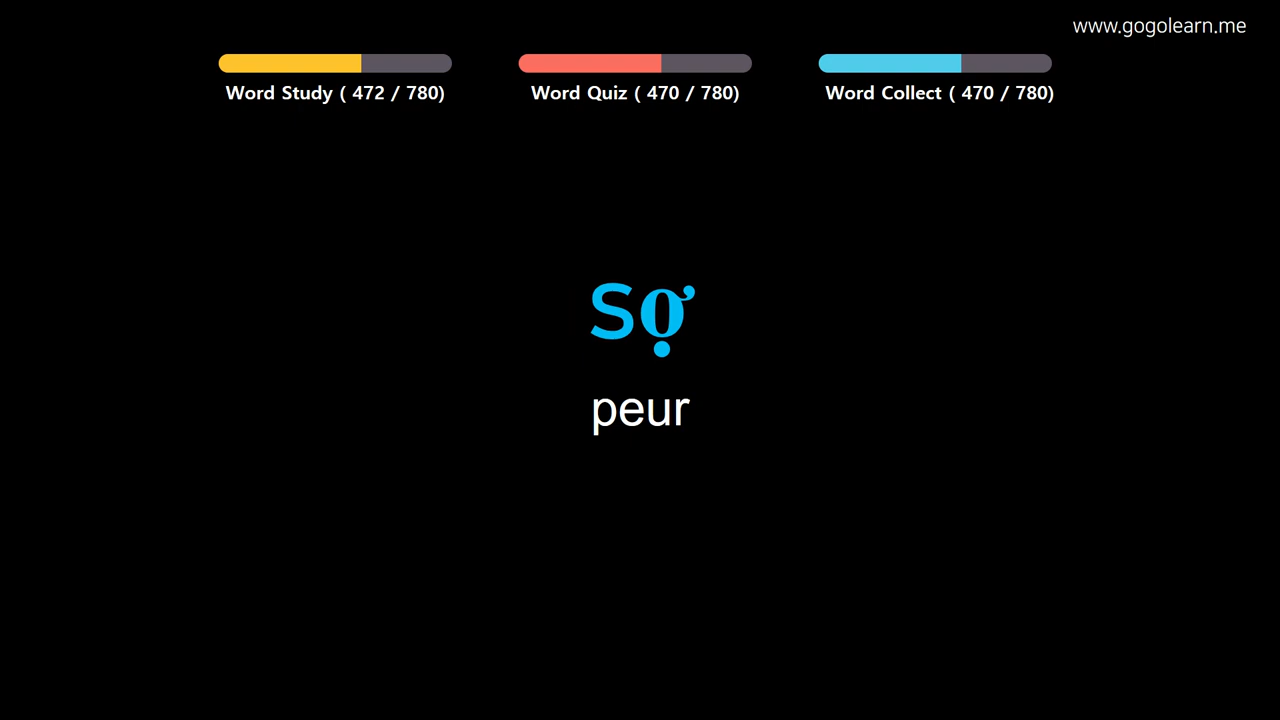 www.gogolearn.me
Word Study ( 472 / 780)
Word Quiz ( 470 / 780)
Word Collect ( 470 / 780)
sợ
peur